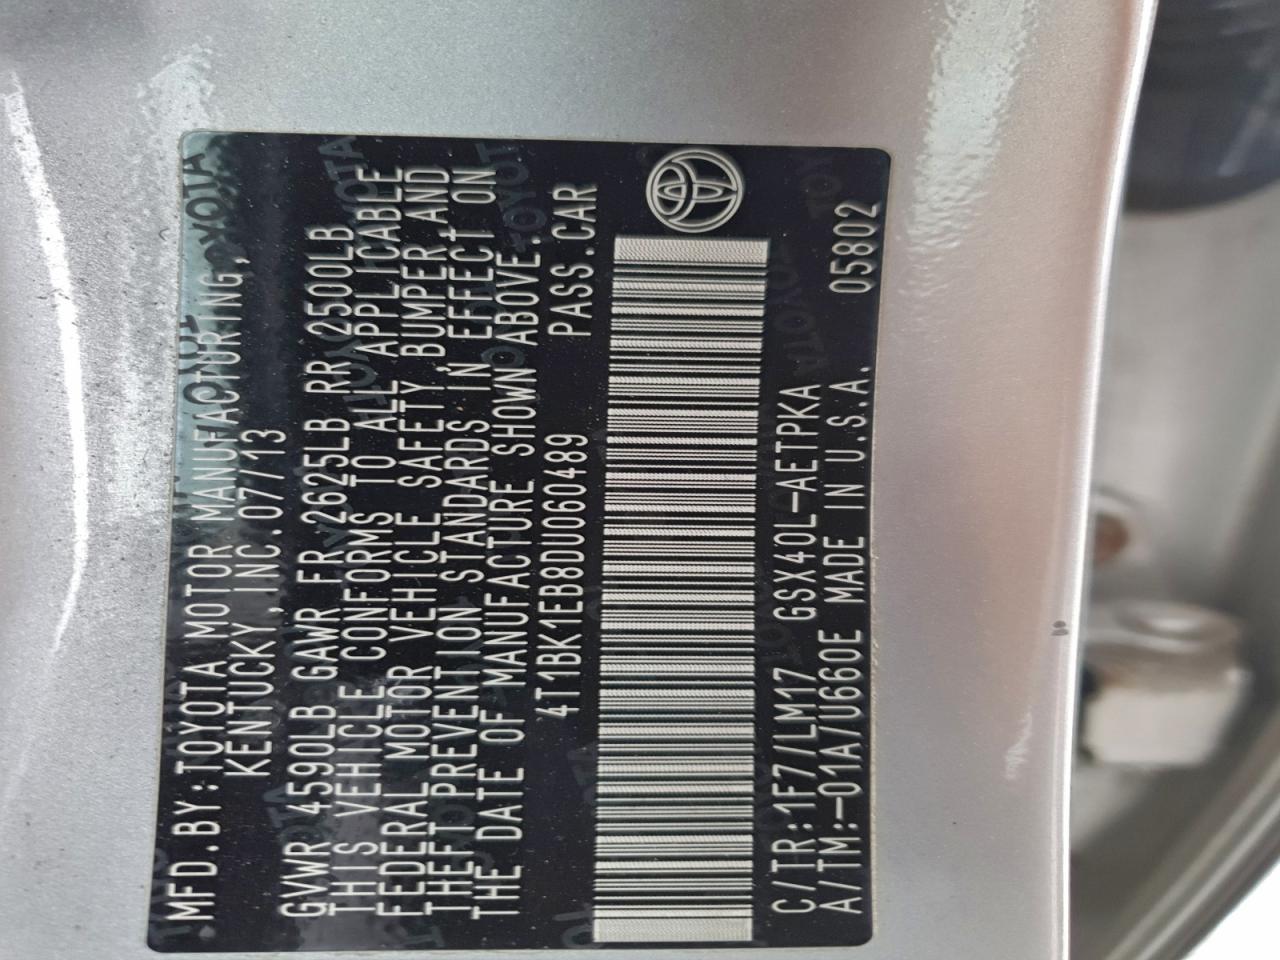 MFD.BY:TOYOTA MOTOR MANUFACTURING,
KENTUCKY,INC.07/13
GVWR 4590LB GAWR FR 2625LB RR 2500LB
THIS VEHICLE CONFORMS TO ALL APPLICABLE
FEDERAL MOTOR VEHICLE SAFETY,BUMPER,AND
THEFT PREVENTION STANDARDS IN EFFECT ON
THE DATE OF MANUFACTURE SHOWN ABOVE.
4T1BK1EB8DU060489 PASS.CAR
C/TR:1F7//LM17 GSX40L-AETPKA
A/TM:-01A/U660E MADE IN U.S.A. 05802